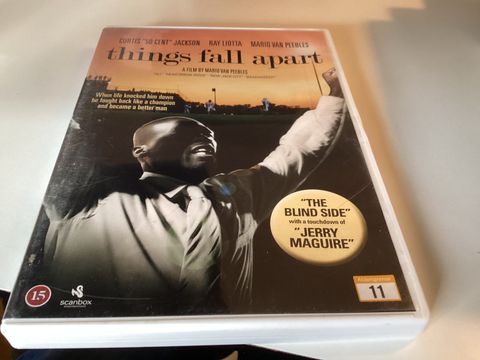 CURTIS "50 CENT" JACKSON RAY LIOTTA MARIO VAN PEEBLES
things fall apart
A FILM BY MARIO VAN PEEBLES
When life knocked him down
he fought back like a champion
and became a better man
"THE
BLIND SIDE"
with a touchdown of
"JERRY
MAGUIRE"
15
scanbox
11